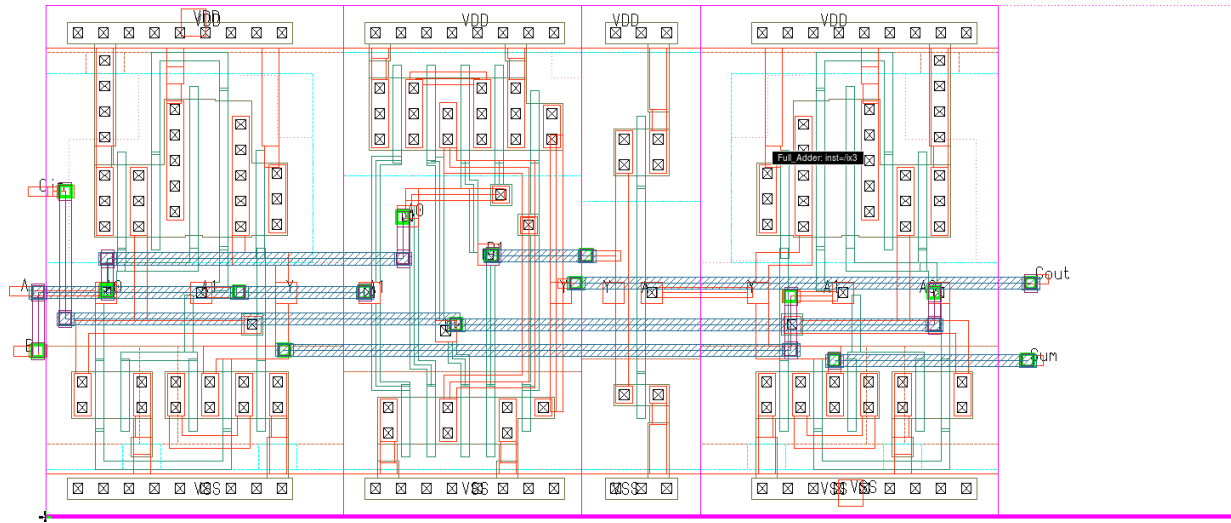 VDD VDD VDD VDD
Full_Adder: inst=/ix3
Cin
A0
B1
Cout
A A0 A1 Y A1 Y Y A Y A1 A0
B
Sum
VSS VSS VSS VSS VSS